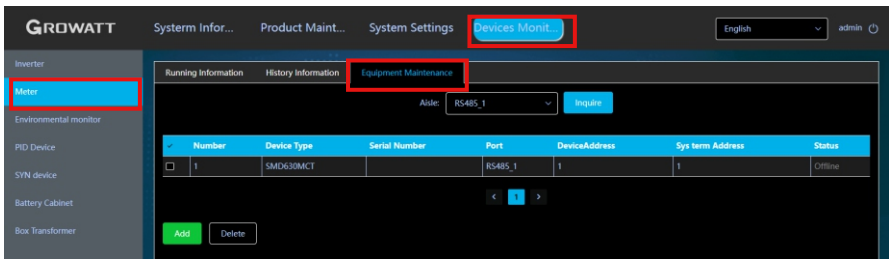 GROWATT Systerm Infor... Product Maint... System Settings Devices Monit... English admin
Inverter
Running Information History Information Equipment Maintenance
Meter
Aisle: RS485_1 Inquire
Environmental monitor
PID Device
Number Device Type Serial Number Port DeviceAddress Sys term Address Status
1 SMD630MCT RS485_1 1 1 Offline
SYN device
Battery Cabinet
< 1 >
Box Transformer
Add Delete